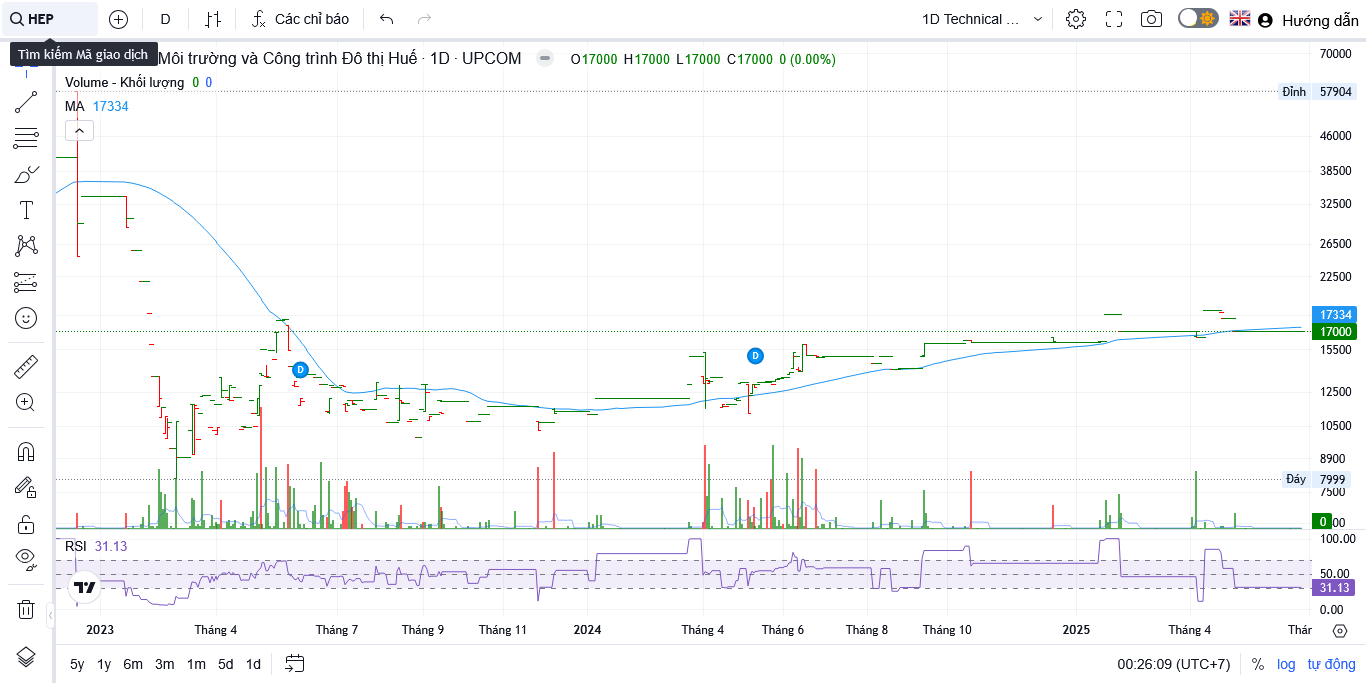 HEP
D
Các chỉ báo
1D Technical ...
Hướng dẫn
Tìm kiếm Mã giao dịch
Môi trường và Công trình Đô thị Huế · 1D · UPCOM
O17000 H17000 L17000 C17000 0 (0.00%)
Volume - Khối lượng 0 0
MA 17334
70000
Đỉnh 57904
46000
38500
32500
26500
22500
17334
17000
15500
12500
10500
8900
Đáy 7999
7500
0
00
D
D
RSI 31.13
100.00
50.00
31.13
0.00
2023
Tháng 4
Tháng 7
Tháng 9
Tháng 11
2024
Tháng 4
Tháng 6
Tháng 8
Tháng 10
2025
Tháng 4
Thár
5y 1y 6m 3m 1m 5d 1d
00:26:09 (UTC+7)
% log tự động